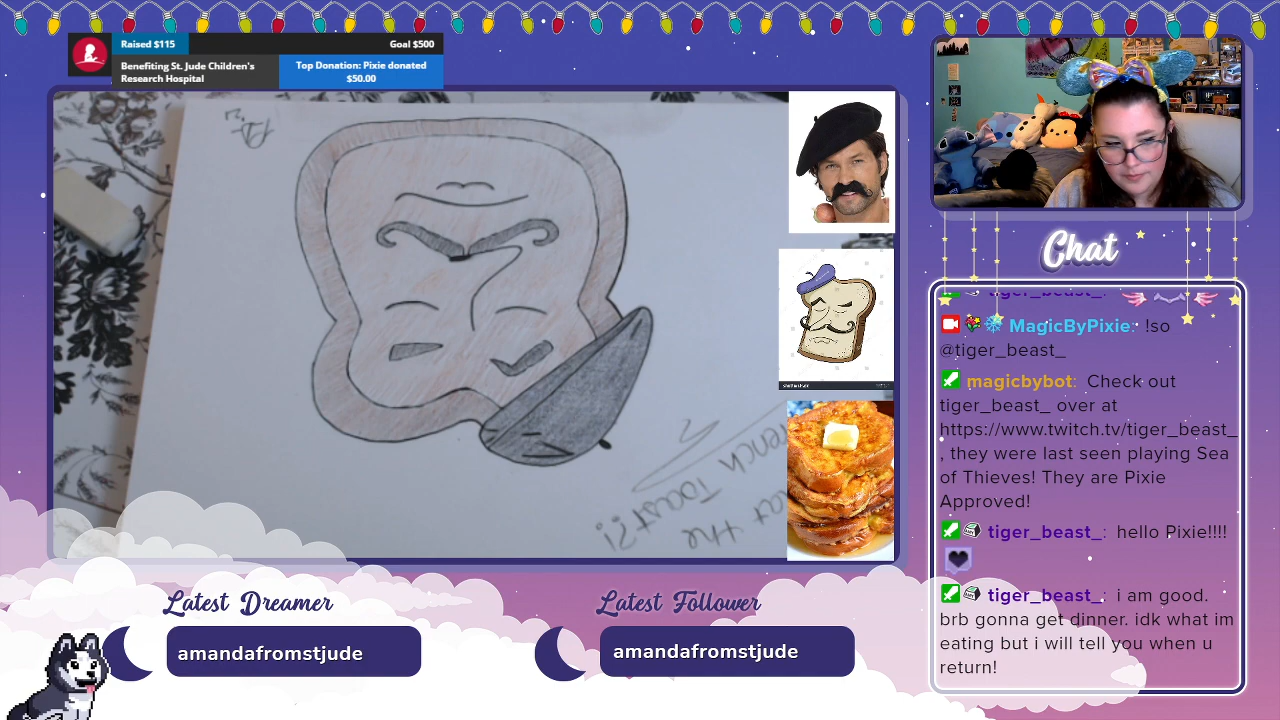 Raised $115
Goal $500
Benefiting St. Jude Children's
Research Hospital
Top Donation: Pixie donated
$50.00
Chat
tiger_beast_:
MagicByPixie: !so
@tiger_beast_
magicbybot: Check out
tiger_beast_ over at
https://www.twitch.tv/tiger_beast_
, they were last seen playing Sea
of Thieves! They are Pixie
Approved!
tiger_beast_: hello Pixie!!!!
tiger_beast_: i am good.
brb gonna get dinner. idk what im
eating but i will tell you when u
return!
the
Toast?!
Latest Dreamer
amandafromstjude
Latest Follower
amandafromstjude